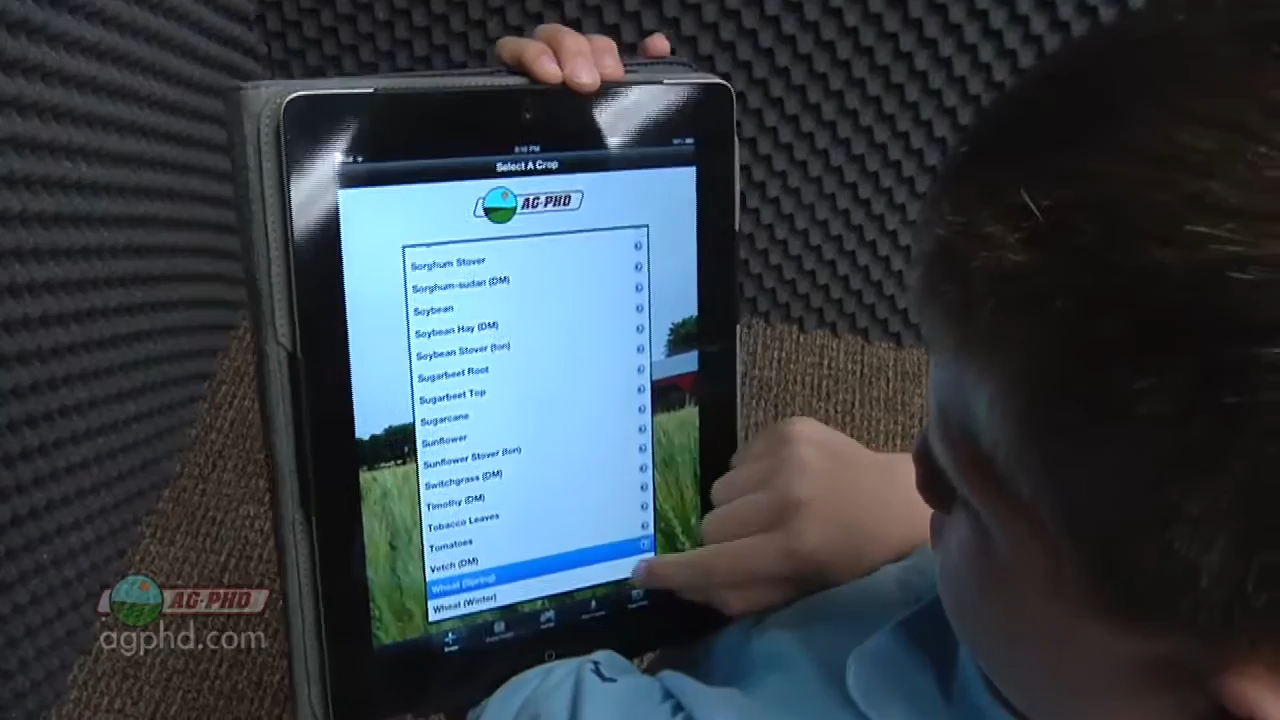 Select A Crop
AG-PHD
Sorghum Stover
Sorghum-sudan (DM)
Soybean
Soybean Hay (DM)
Soybean Stover (ton)
Sugarbeet Root
Sugarbeet Top
Sugarcane
Sunflower
Sunflower Stover (ton)
Switchgrass (DM)
Timothy (DM)
Tobacco Leaves
Tomatoes
Vetch (DM)
Wheat (Spring)
Wheat (Winter)
AG-PHD
agphd.com